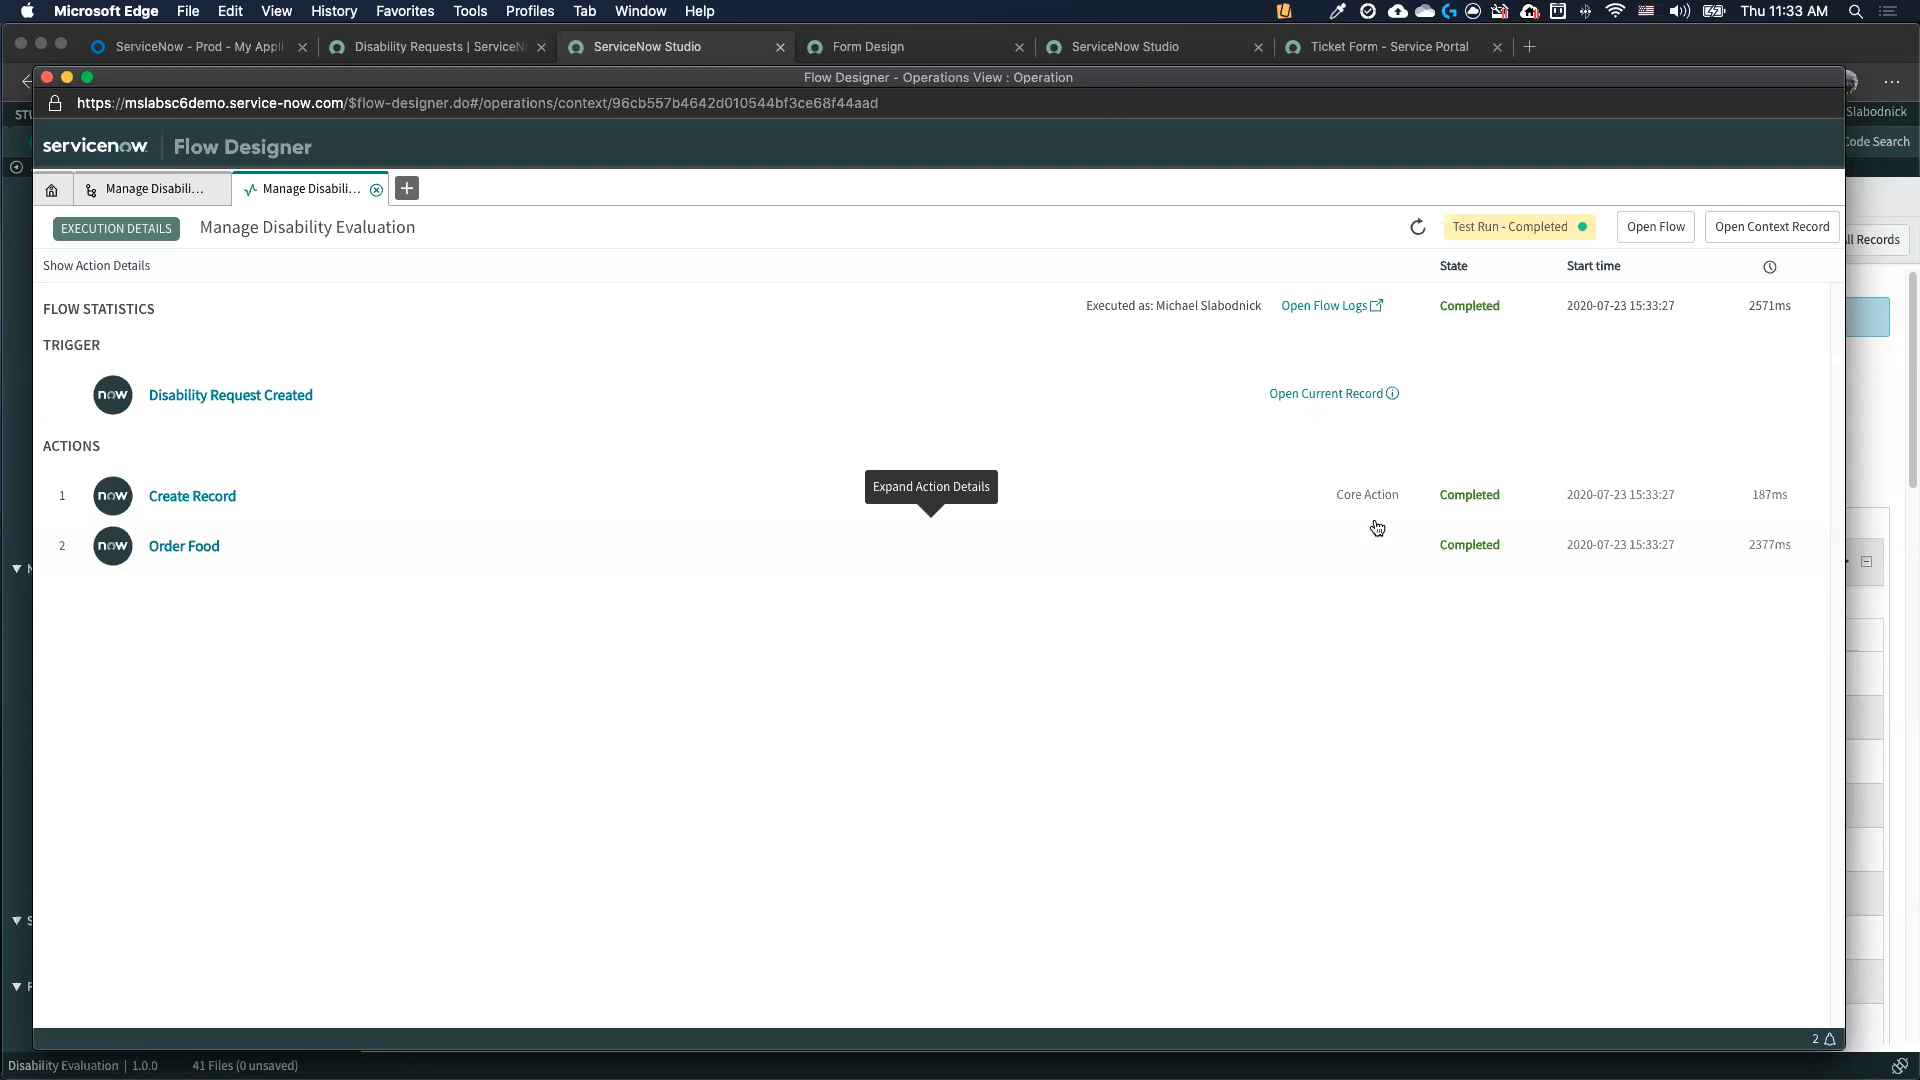 Microsoft Edge File Edit View History Favorites Tools Profiles Tab Window Help Thu 11:33 AM
ServiceNow - Prod - My Appli Disability Requests | ServiceN ServiceNow Studio Form Design ServiceNow Studio Ticket Form - Service Portal
Flow Designer - Operations View : Operation
https://mslabsc6demo.service-now.com/$flow-designer.do#/operations/context/96cb557b4642d010544bf3ce68f44aad
STU
Slabodnick
servicenow Flow Designer
Code Search
Manage Disabili... Manage Disabili...
EXECUTION DETAILS Manage Disability Evaluation Test Run - Completed Open Flow Open Context Record
All Records
Show Action Details State Start time
FLOW STATISTICS Executed as: Michael Slabodnick Open Flow Logs Completed 2020-07-23 15:33:27 2571ms
TRIGGER
now Disability Request Created Open Current Record
ACTIONS
Expand Action Details
1 now Create Record Core Action Completed 2020-07-23 15:33:27 187ms
2 now Order Food Completed 2020-07-23 15:33:27 2377ms
2
Disability Evaluation | 1.0.0 41 Files (0 unsaved)